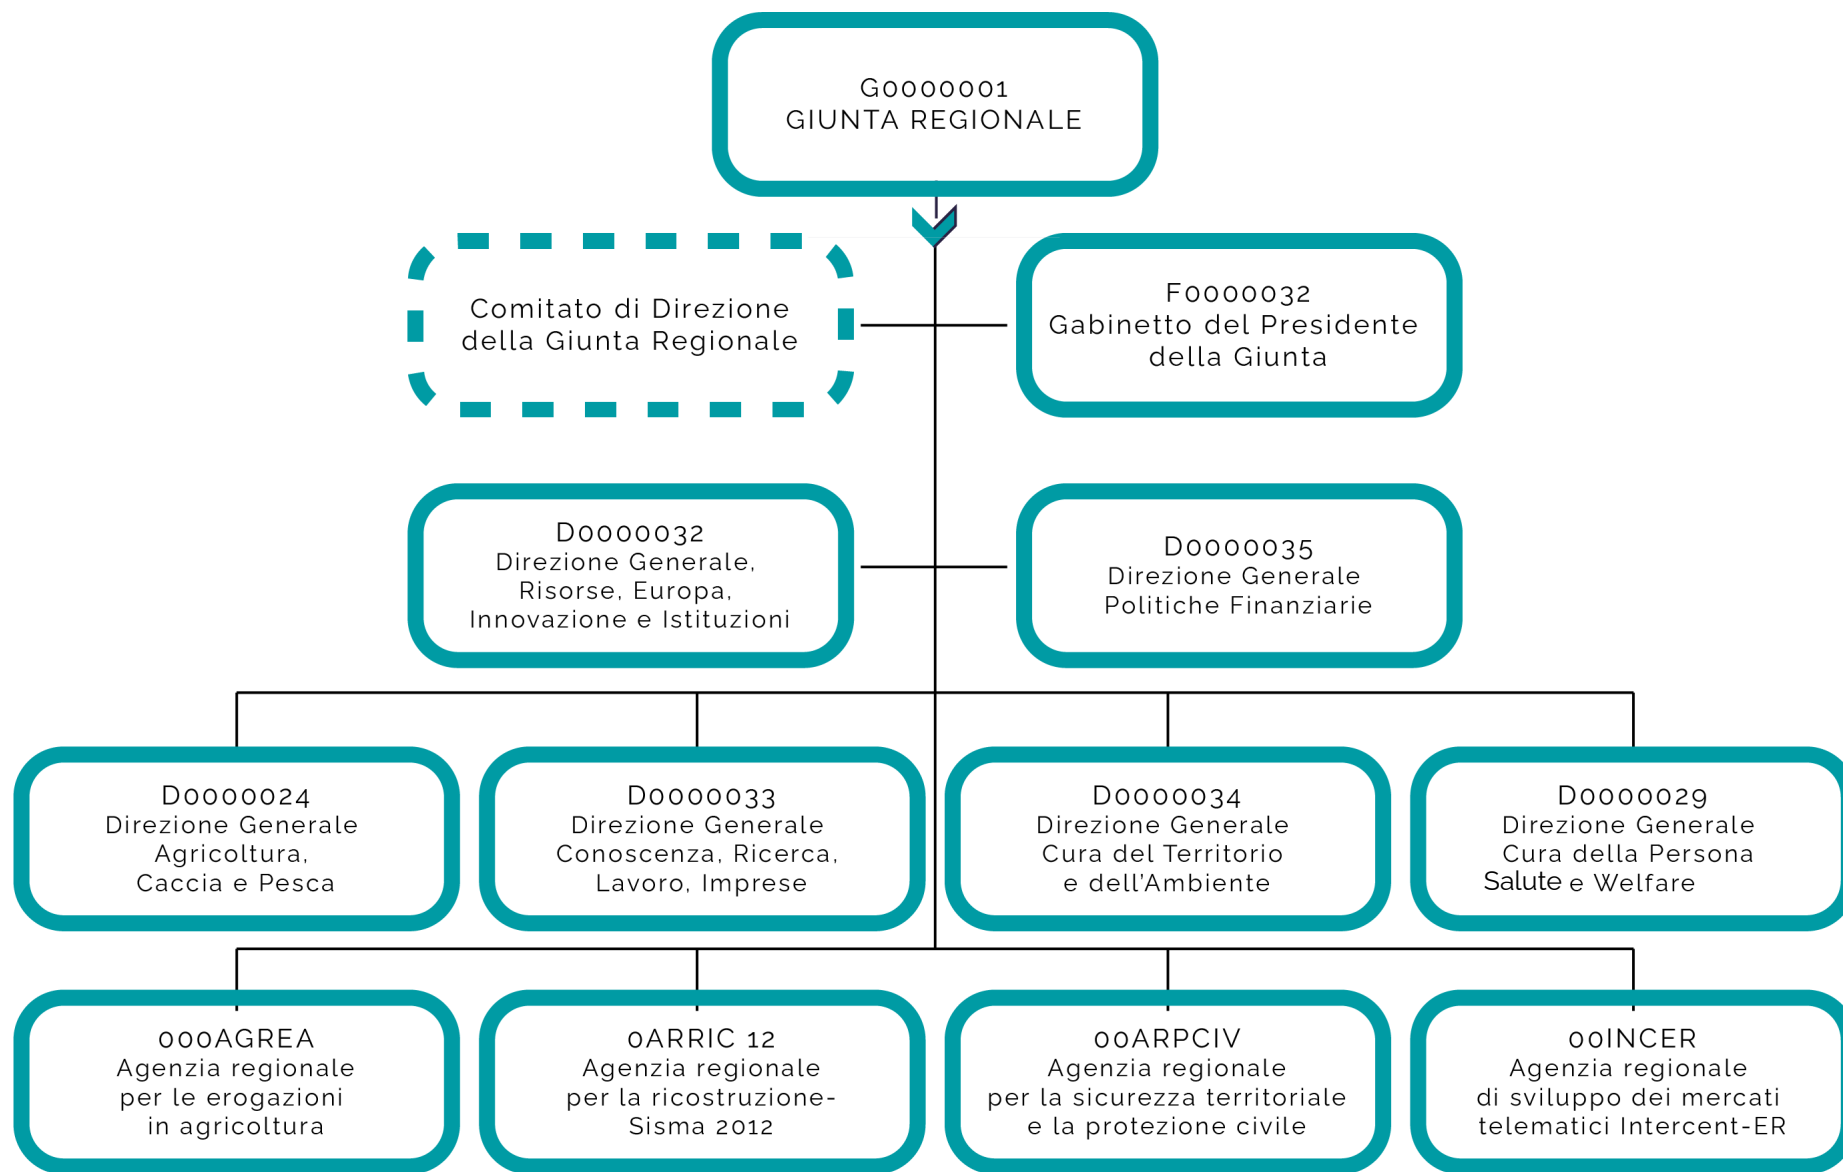 G0000001
GIUNTA REGIONALE
Comitato di Direzione
della Giunta Regionale
F0000032
Gabinetto del Presidente
della Giunta
D0000032
Direzione Generale,
Risorse, Europa,
Innovazione e Istituzioni
D0000035
Direzione Generale
Politiche Finanziarie
D0000024
Direzione Generale
Agricoltura,
Caccia e Pesca
D0000033
Direzione Generale
Conoscenza, Ricerca,
Lavoro, Imprese
D0000034
Direzione Generale
Cura del Territorio
e dell'Ambiente
D0000029
Direzione Generale
Cura della Persona
Salute e Welfare
000AGREA
Agenzia regionale
per le erogazioni
in agricoltura
0ARRIC 12
Agenzia regionale
per la ricostruzione-
Sisma 2012
00ARPCIV
Agenzia regionale
per la sicurezza territoriale
e la protezione civile
00INCER
Agenzia regionale
di sviluppo dei mercati
telematici Intercent-ER